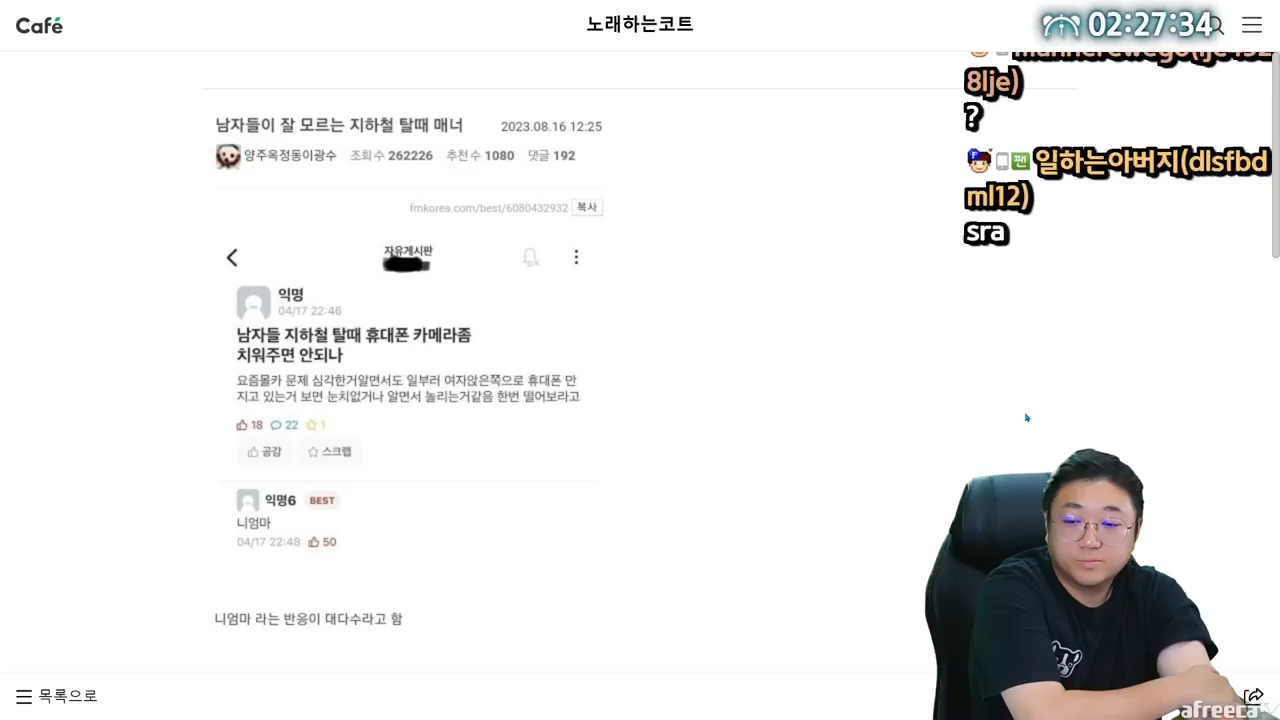 Café
노래하는코트
02:27:34
8lje)
?
팬 일하는아버지(dlsfbd
ml12)
sra
남자들이 잘 모르는 지하철 탈때 매너
2023.08.16 12:25
양주옥정동이광수 조회수 262226 추천수 1080 댓글 192
fmkorea.com/best/6080432932 복사
자유게시판
익명
04/17 22:46
남자들 지하철 탈때 휴대폰 카메라좀
치워주면 안되나
요즘몰카 문제 심각한거알면서도 일부러 여자앉은쪽으로 휴대폰 만
지고 있는거 보면 눈치없거나 알면서 놀리는거같음 한번 떨어보라고
18 22 1
공감 스크랩
익명6 BEST
니엄마
04/17 22:48 50
니엄마 라는 반응이 대다수라고 함
목록으로
afreeca